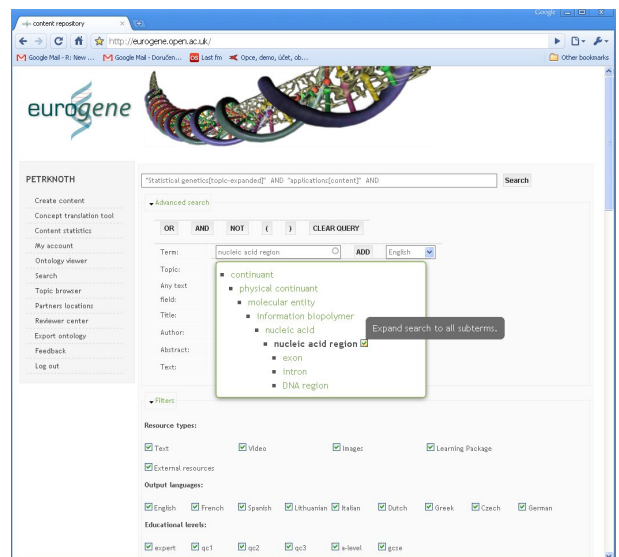 Google
content repository
http://eurogene.open.ac.uk/
Google Mail - R: New ... Google Mail - Doručen... Last fm Opce, demo, účet, ob... Other bookmarks
eurogene
PETRKNOTH
Create content
Concept translation tool
Content statistics
My account
Ontology viewer
Search
Topic browser
Partners locations
Reviewer center
Export ontology
Feedback
Log out
"Statistical genetics[topic-expanded]" AND "applications[content]" AND Search
Advanced search
OR AND NOT ( ) CLEAR QUERY
Term: nucleic acid region ADD English
Topic:
Any text
field:
Title:
Author:
Abstract:
Text:
continuant
physical continuant
molecular entity
information biopolymer
nucleic acid
nucleic acid region
exon
intron
DNA region
Expand search to all subterms.
Filters
Resource types:
Text Video Images Learning Package
External resources
Output languages:
English French Spanish Lithuanian Italian Dutch Greek Czech German
Educational levels:
expert qc1 qc2 qc3 a-level gcse